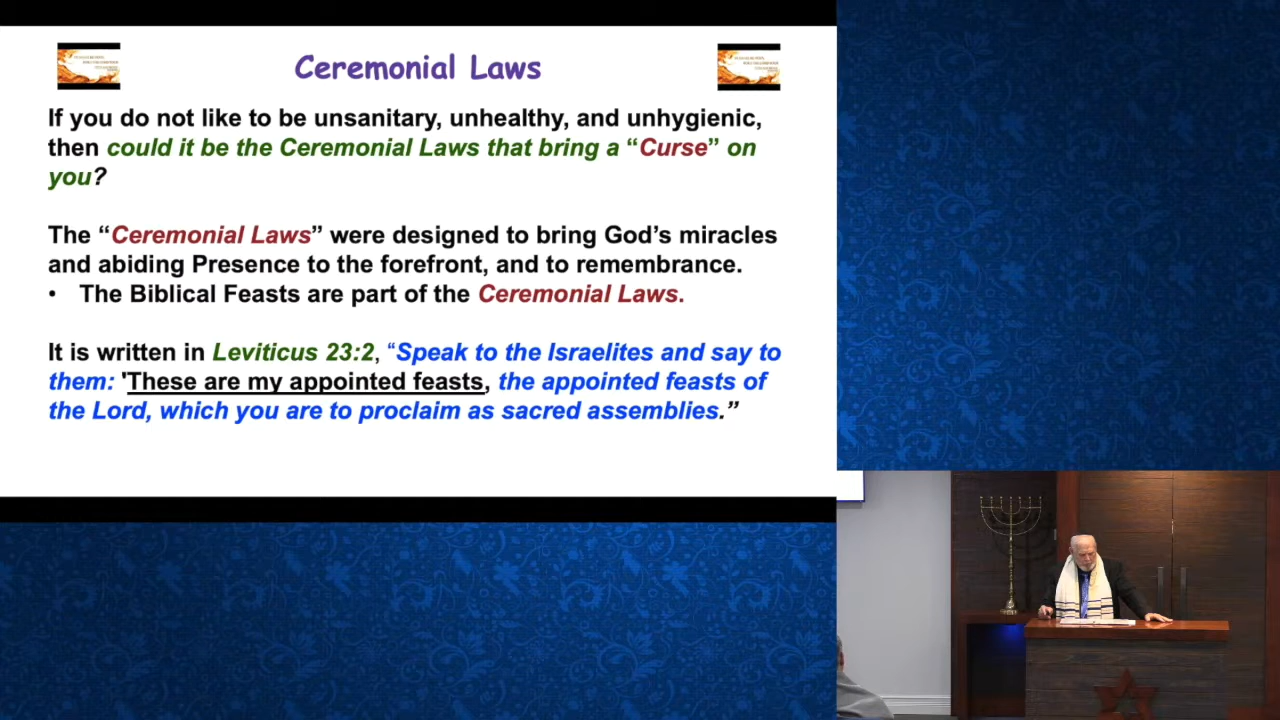 Ceremonial Laws
If you do not like to be unsanitary, unhealthy, and unhygienic,
then could it be the Ceremonial Laws that bring a “Curse” on
you?
The “Ceremonial Laws” were designed to bring God’s miracles
and abiding Presence to the forefront, and to remembrance.
• The Biblical Feasts are part of the Ceremonial Laws.
It is written in Leviticus 23:2, “Speak to the Israelites and say to
them: 'These are my appointed feasts, the appointed feasts of
the Lord, which you are to proclaim as sacred assemblies.”